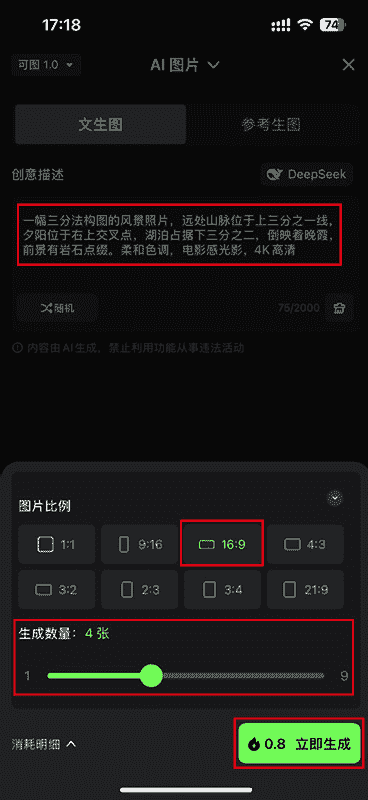 17:18
74
可图 1.0
AI 图片
文生图
参考生图
创意描述
DeepSeek
一幅三分法构图的风景照片，远处山脉位于上三分之一线，
夕阳位于右上交叉点，湖泊占据下三分之二，倒映着晚霞，
前景有岩石点缀。柔和色调，电影感光影，4K高清
随机
75/2000
内容由AI生成，禁止利用功能从事违法活动
图片比例
1:1
9:16
16:9
4:3
3:2
2:3
3:4
21:9
生成数量：4 张
1
9
消耗明细
0.8 立即生成